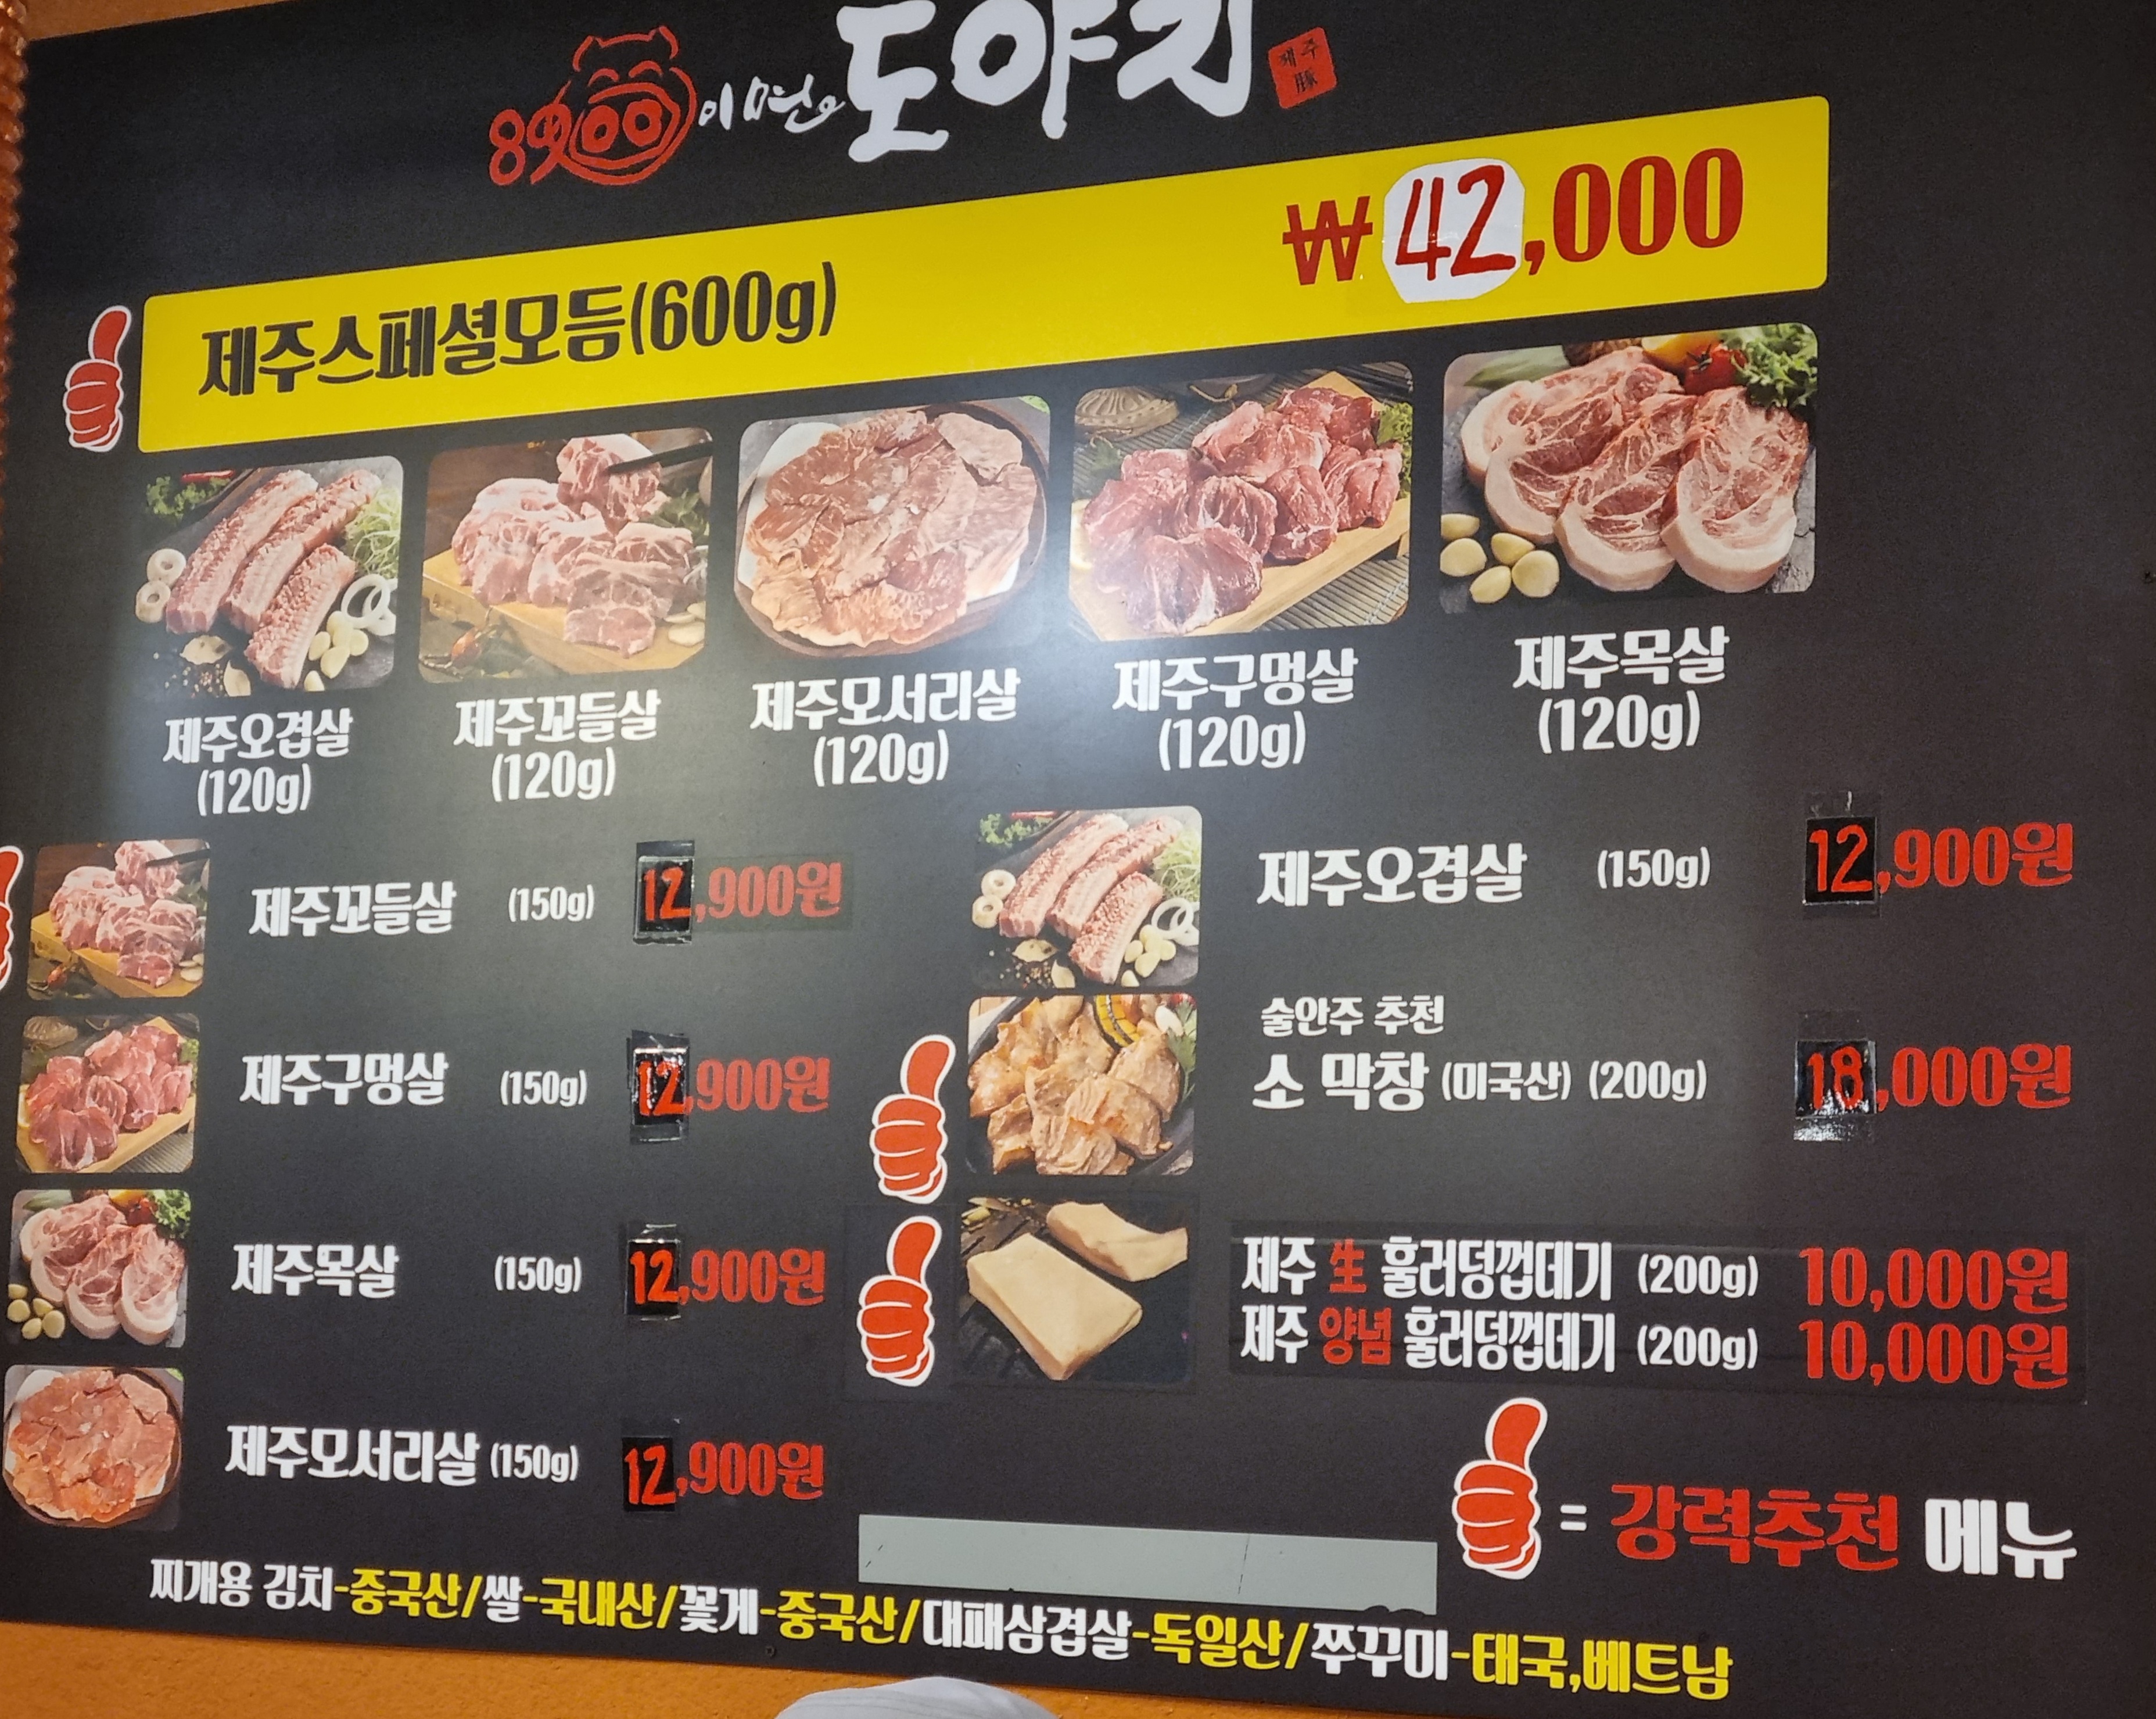 8900이면은 도야지
제주
豚
제주스페셜모듬(600g) ₩42,000
제주오겹살
(120g)
제주꼬들살
(120g)
제주모서리살
(120g)
제주구멍살
(120g)
제주목살
(120g)
제주꼬들살 (150g) 12,900원
제주구멍살 (150g) 12,900원
제주목살 (150g) 12,900원
제주모서리살 (150g) 12,900원
제주오겹살 (150g) 12,900원
술안주 추천
소 막창 (미국산) (200g) 18,000원
제주 生 훌러덩껍데기 (200g) 10,000원
제주 양념 훌러덩껍데기 (200g) 10,000원
= 강력추천 메뉴
찌개용 김치-중국산/쌀-국내산/꽃게-중국산/대패삼겹살-독일산/쭈꾸미-태국,베트남